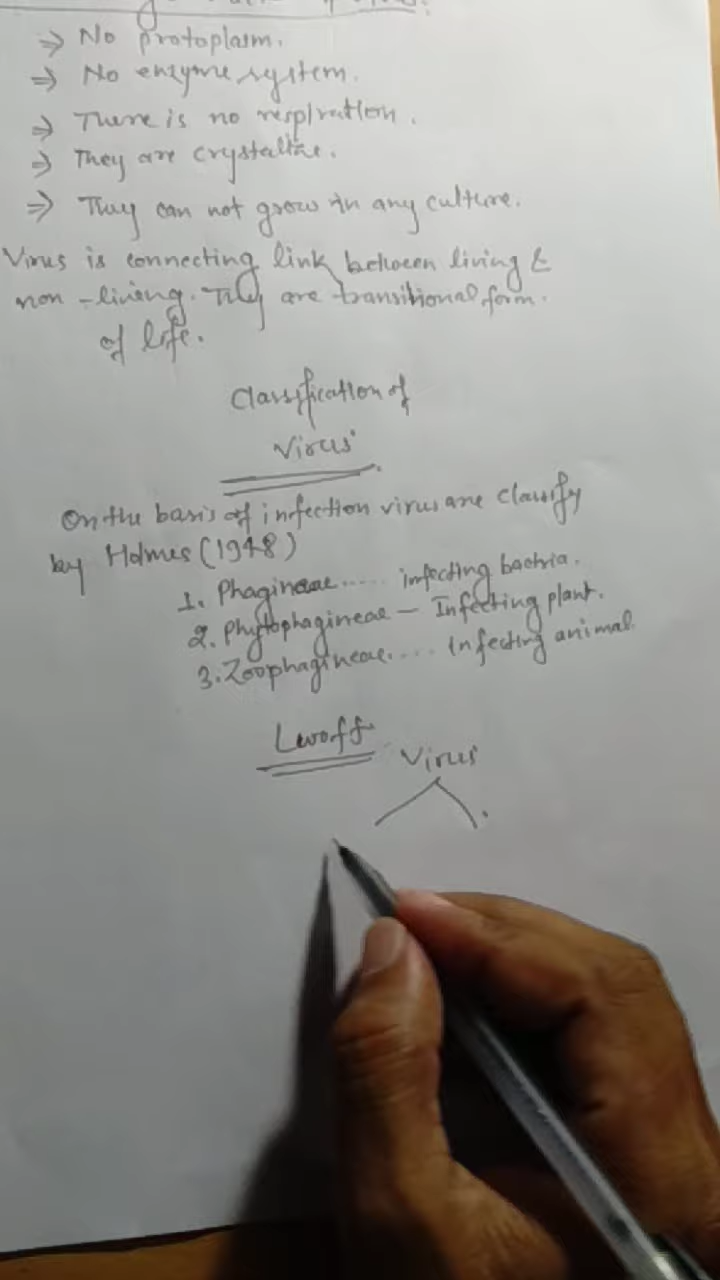 ⇒ No protoplasm.
⇒ No enzyme system.
⇒ There is no respiration.
⇒ They are crystalline.
⇒ They can not grow in any culture.
Virus is connecting link between living &
non-living. They are transitional form.
of life.
Classification of
Virus
On the basis of infection virus are classify
by Holmes (1948)
1. Phagineae..... infecting bactria.
2. Phytophagineae — Infecting plant.
3. Zoophagineae.... Infecting animal
Lwoff
Virus